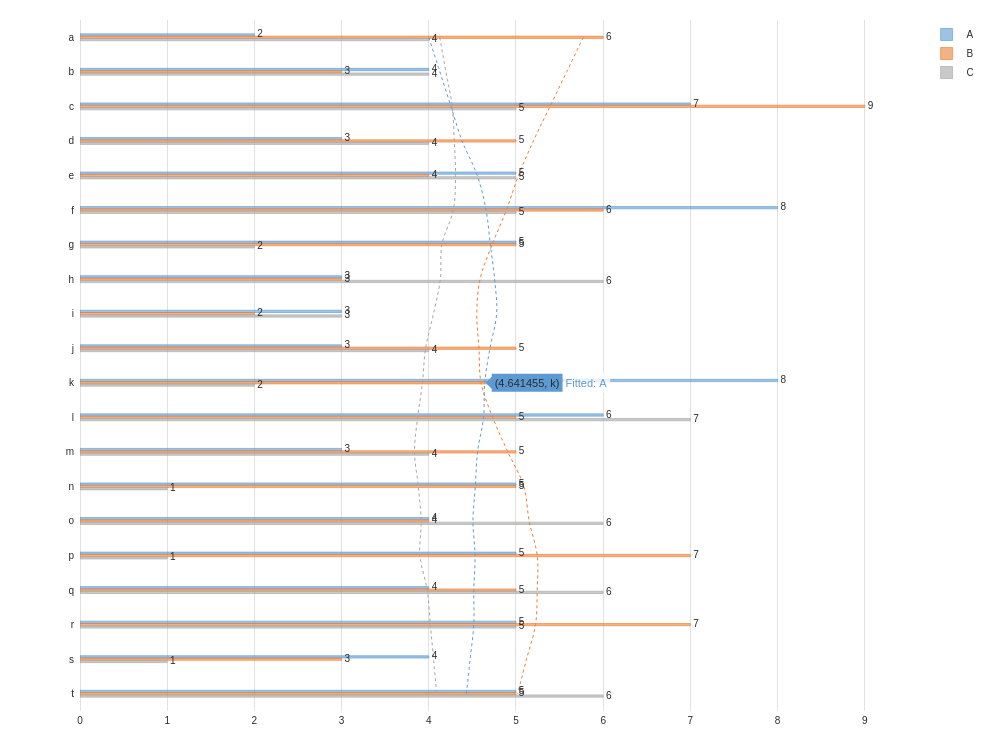 a 2 4 6 A
b 3 4 4 B
c 5 7 9 C
d 3 4 5
e 4 5 5
f 5 6 8
g 2 5 5
h 3 3 6
i 2 3 3
j 3 4 5
k 2 (4.641455, k) Fitted: A 8
l 5 6 7
m 3 4 5
n 1 5 5
o 4 4 6
p 1 5 7
q 4 5 6
r 5 5 7
s 1 3 4
t 5 5 6
0 1 2 3 4 5 6 7 8 9